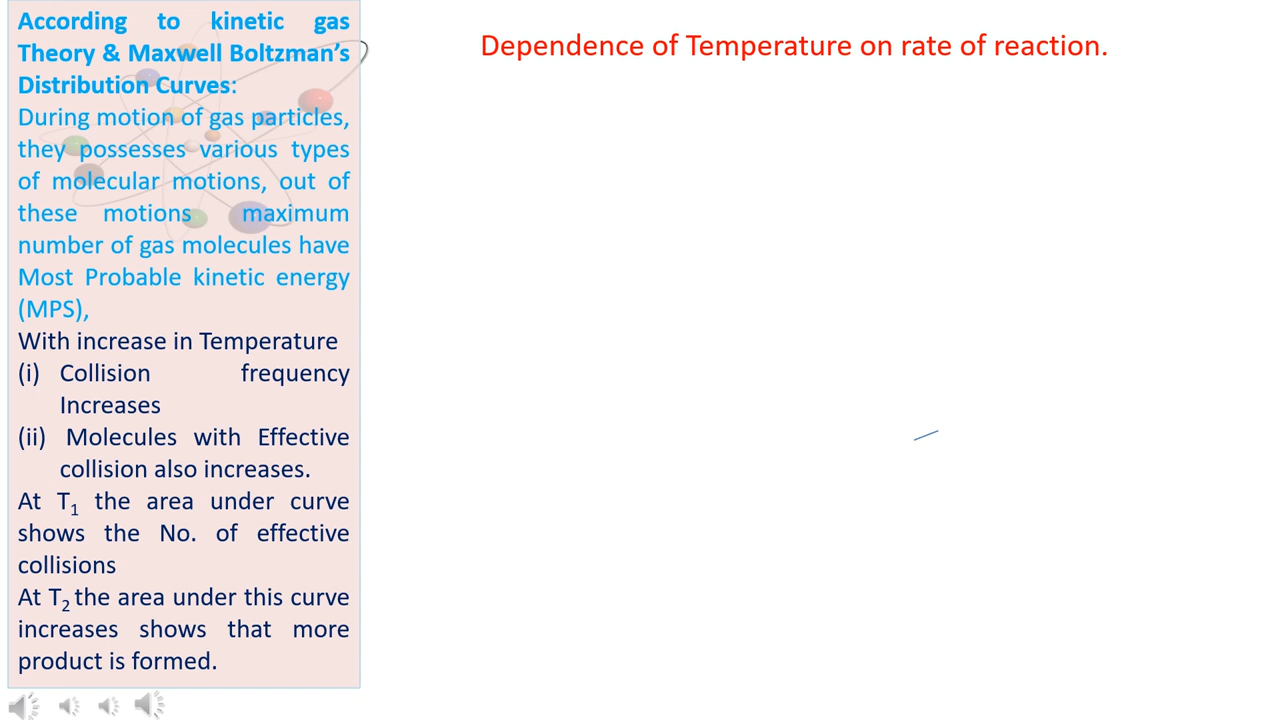 According to kinetic gas
Theory & Maxwell Boltzman's
Distribution Curves:
During motion of gas particles,
they possesses various types
of molecular motions, out of
these motions maximum
number of gas molecules have
Most Probable kinetic energy
(MPS),
With increase in Temperature
(i) Collision frequency
Increases
(ii) Molecules with Effective
collision also increases.
At T₁ the area under curve
shows the No. of effective
collisions
At T₂ the area under this curve
increases shows that more
product is formed.
Dependence of Temperature on rate of reaction.